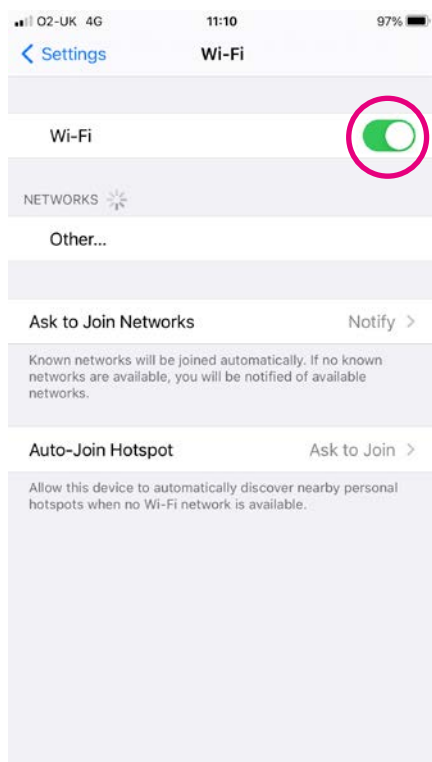 O2-UK 4G 11:10 97%
Settings Wi-Fi
Wi-Fi
NETWORKS
Other...
Ask to Join Networks Notify
Known networks will be joined automatically. If no known
networks are available, you will be notified of available
networks.
Auto-Join Hotspot Ask to Join
Allow this device to automatically discover nearby personal
hotspots when no Wi-Fi network is available.